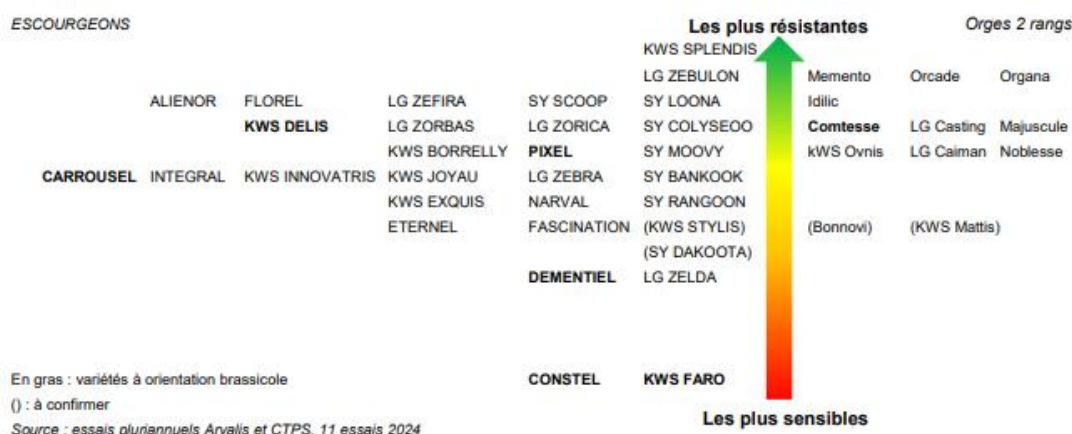 ESCOURGEONS Les plus résistantes Orges 2 rangs
KWS SPLENDIS
LG ZEBULON Memento Orcade Organa
ALIENOR FLOREL LG ZEFIRA SY SCOOP SY LOONA Idilic
KWS DELIS LG ZORBAS LG ZORICA SY COLYSEOO Comtesse LG Casting Majuscule
KWS BORRELLY PIXEL SY MOOVY kWS Ovnis LG Caiman Noblesse
CARROUSEL INTEGRAL KWS INNOVATRIS KWS JOYAU LG ZEBRA SY BANKOOK
KWS EXQUIS NARVAL SY RANGOON
ETERNEL FASCINATION (KWS STYLIS) (Bonnovi) (KWS Mattis)
(SY DAKOOTA)
DEMENTIEL LG ZELDA
En gras : variétés à orientation brassicole CONSTEL KWS FARO
() : à confirmer
Les plus sensibles
Source : essais pluriannuels Arvalis et CTPS, 11 essais 2024